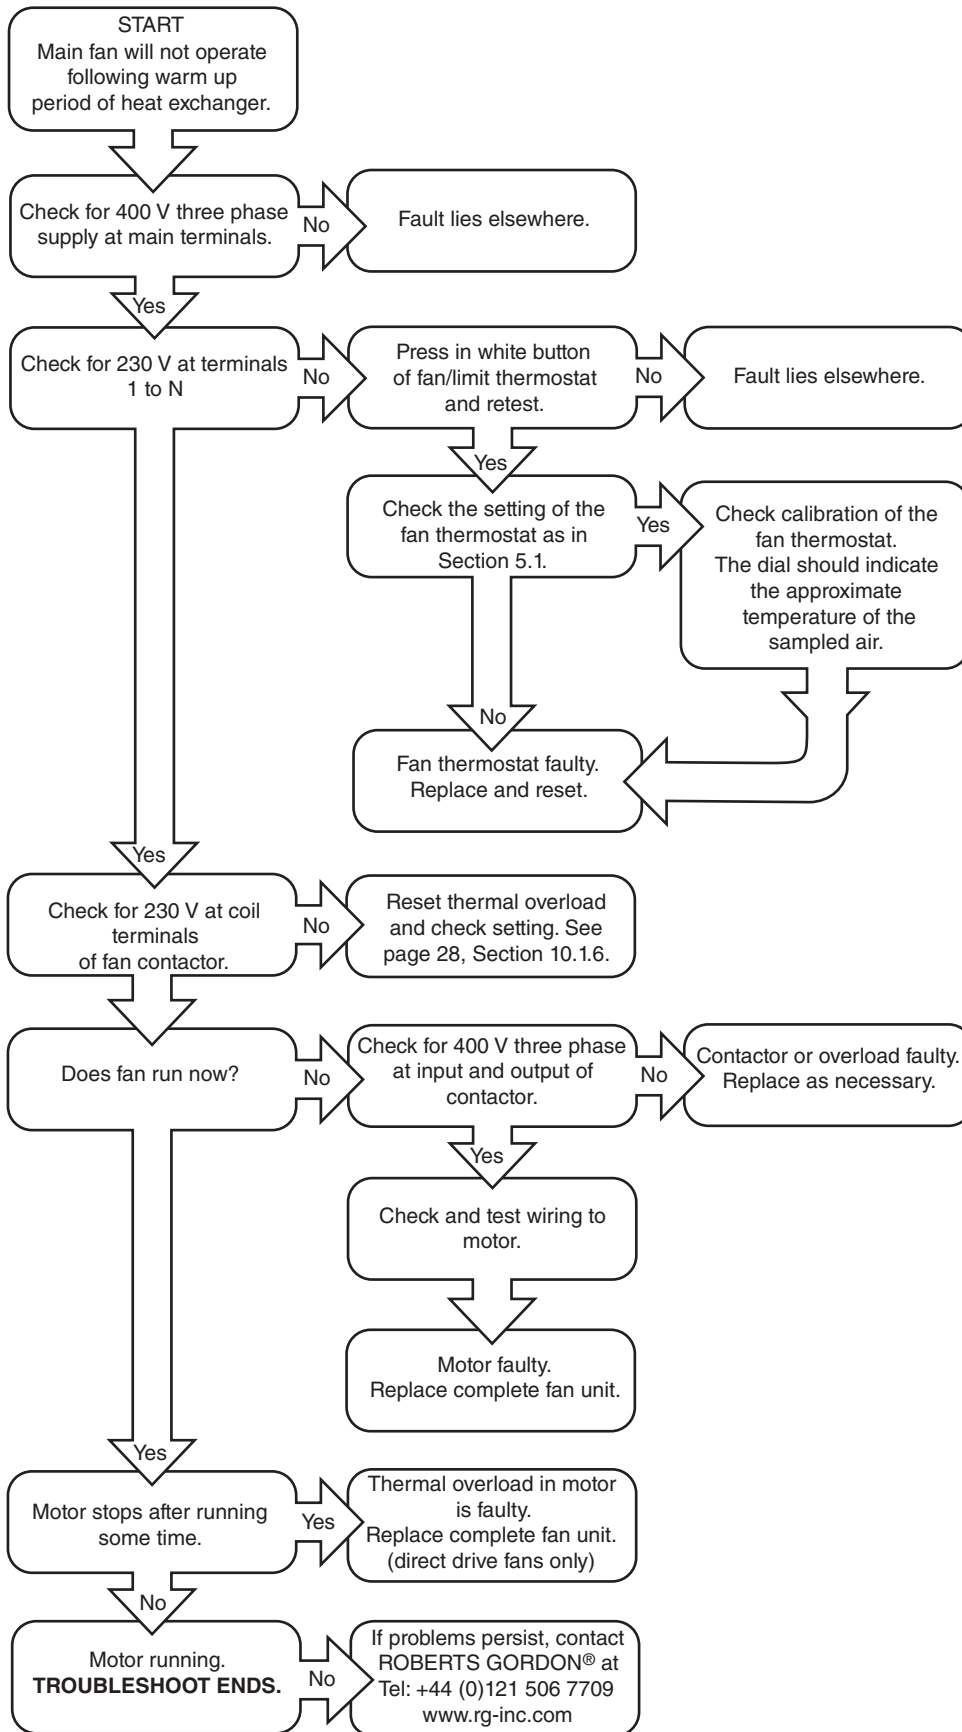 START
Main fan will not operate
following warm up
period of heat exchanger.
Check for 400 V three phase
supply at main terminals.
No
Fault lies elsewhere.
Yes
Check for 230 V at terminals
1 to N
No
Press in white button
of fan/limit thermostat
and retest.
No
Fault lies elsewhere.
Yes
Check the setting of the
fan thermostat as in
Section 5.1.
Yes
Check calibration of the
fan thermostat.
The dial should indicate
the approximate
temperature of the
sampled air.
No
Fan thermostat faulty.
Replace and reset.
Yes
Check for 230 V at coil
terminals
of fan contactor.
No
Reset thermal overload
and check setting. See
page 28, Section 10.1.6.
Does fan run now?
No
Check for 400 V three phase
at input and output of
contactor.
No
Contactor or overload faulty.
Replace as necessary.
Yes
Check and test wiring to
motor.
Motor faulty.
Replace complete fan unit.
Yes
Motor stops after running
some time.
Yes
Thermal overload in motor
is faulty.
Replace complete fan unit.
(direct drive fans only)
No
Motor running.
TROUBLESHOOT ENDS.
No
If problems persist, contact
ROBERTS GORDON® at
Tel: +44 (0)121 506 7709
www.rg-inc.com